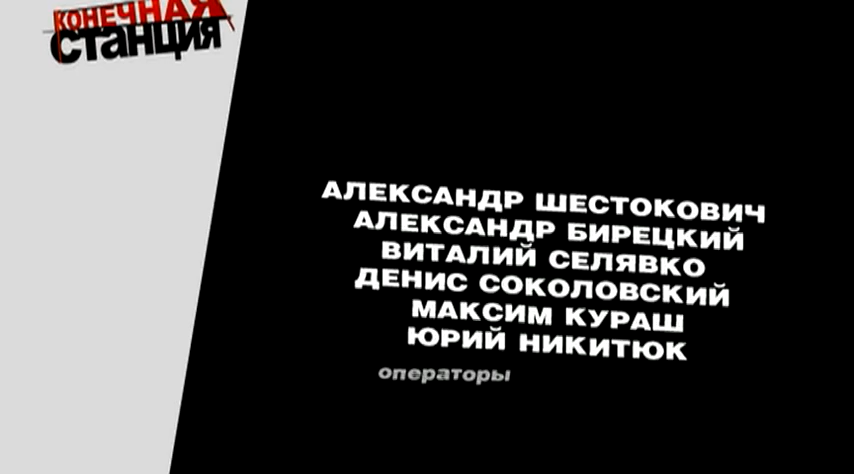 КОНЕЧНАЯ
СТАНЦИЯ
АЛЕКСАНДР ШЕСТОКОВИЧ
АЛЕКСАНДР БИРЕЦКИЙ
ВИТАЛИЙ СЕЛЯВКО
ДЕНИС СОКОЛОВСКИЙ
МАКСИМ КУРАШ
ЮРИЙ НИКИТЮК
операторы